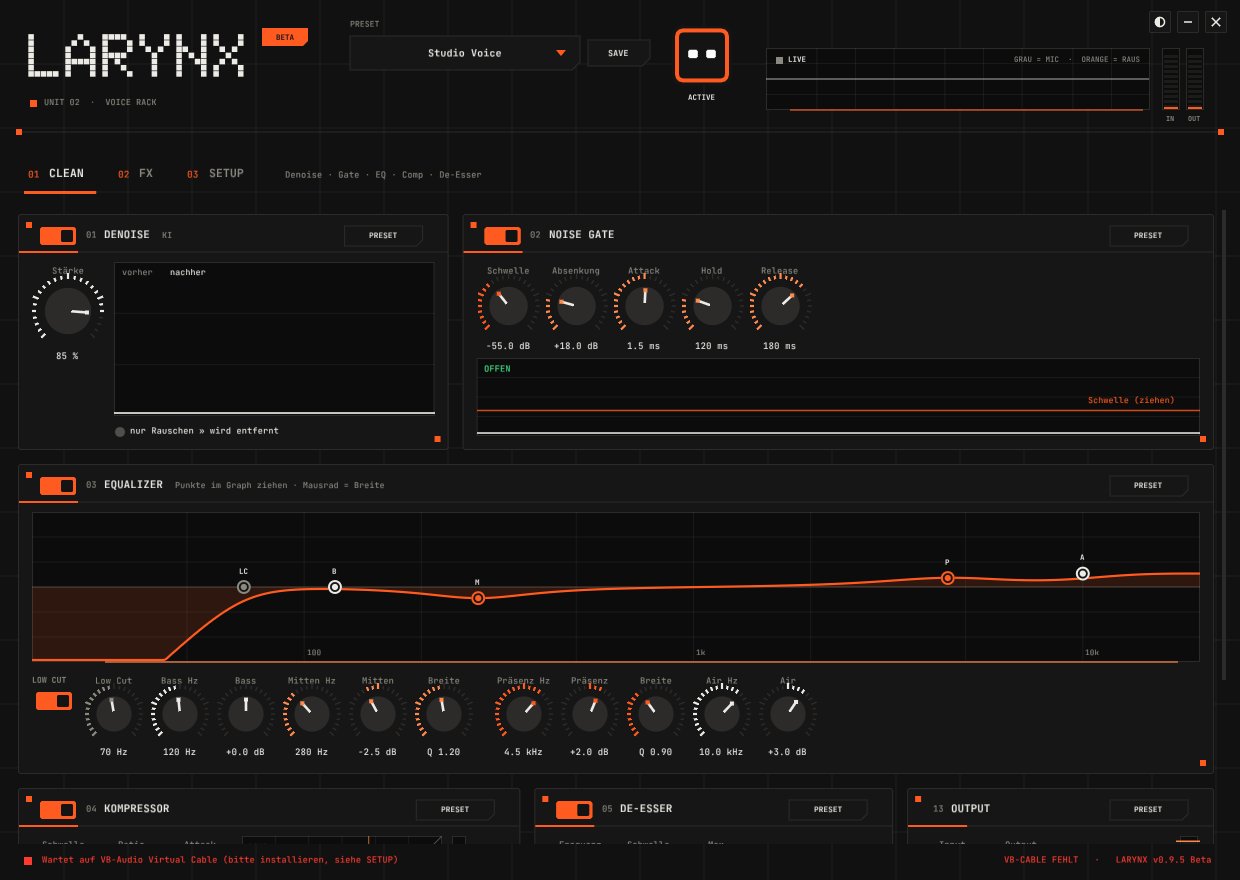 PRESET
LARYNX BETA
Studio Voice SAVE
LIVE GRAU = MIC · ORANGE = RAUS
ACTIVE
UNIT 02 · VOICE RACK
IN OUT
01 CLEAN 02 FX 03 SETUP Denoise · Gate · EQ · Comp · De-Esser
01 DENOISE KI PRESET
Stärke
vorher nachher
85 %
nur Rauschen » wird entfernt
02 NOISE GATE PRESET
Schwelle Absenkung Attack Hold Release
-55.0 dB +18.0 dB 1.5 ms 120 ms 180 ms
OFFEN
Schwelle (ziehen)
03 EQUALIZER Punkte im Graph ziehen · Mausrad = Breite PRESET
LC B M P A
100 1k 10k
LOW CUT Low Cut Bass Hz Bass Mitten Hz Mitten Breite Präsenz Hz Präsenz Breite Air Hz Air
70 Hz 120 Hz +0.0 dB 280 Hz -2.5 dB Q 1.20 4.5 kHz +2.0 dB Q 0.90 10.0 kHz +3.0 dB
04 KOMPRESSOR PRESET
05 DE-ESSER PRESET
13 OUTPUT PRESET
Wartet auf VB-Audio Virtual Cable (bitte installieren, siehe SETUP)
VB-CABLE FEHLT · LARYNX v0.9.5 Beta